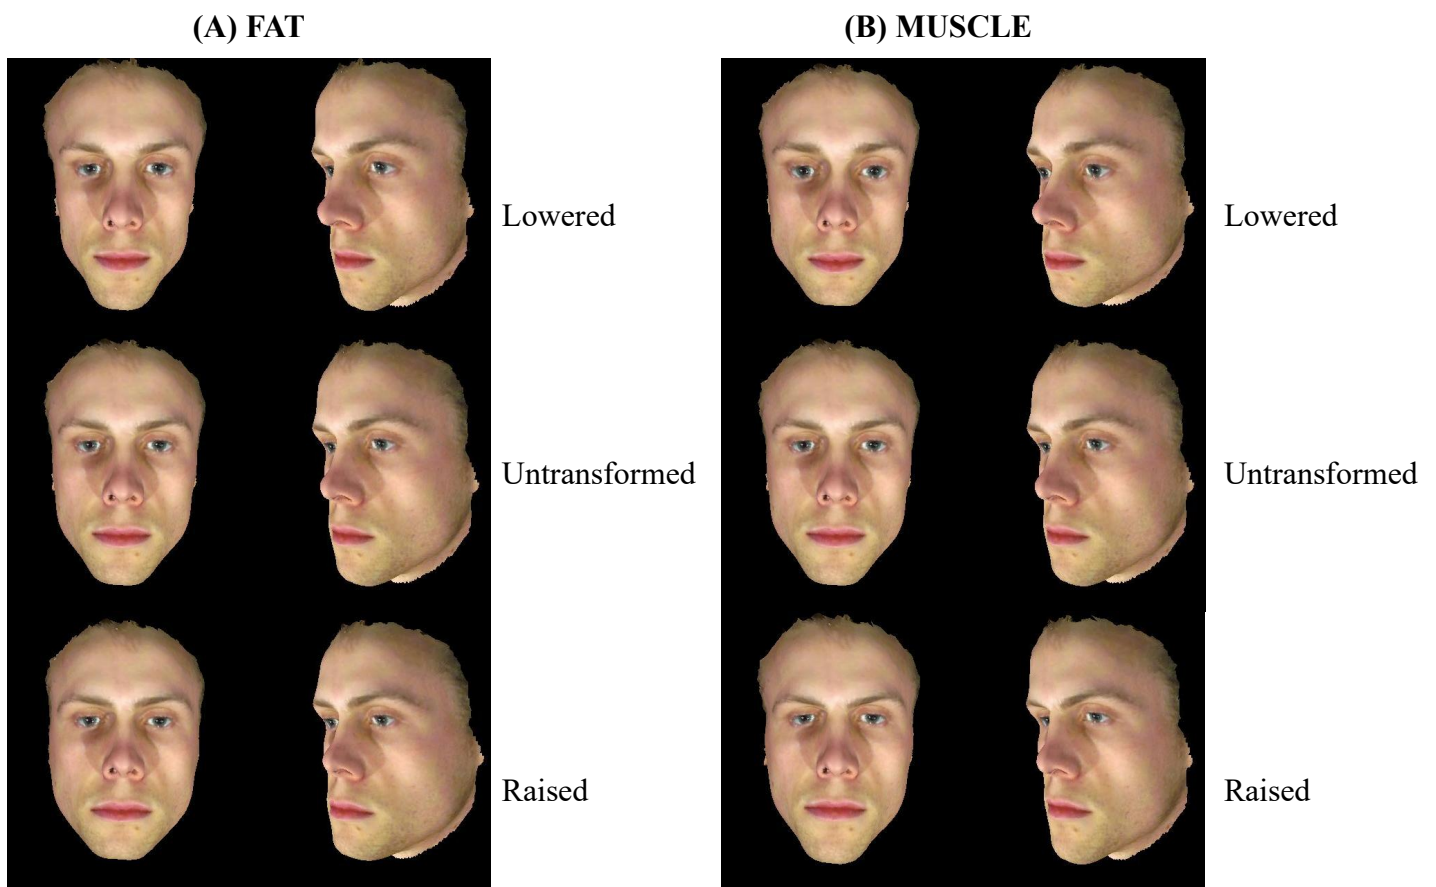 (A) FAT
(B) MUSCLE
Lowered
Lowered
Untransformed
Untransformed
Raised
Raised